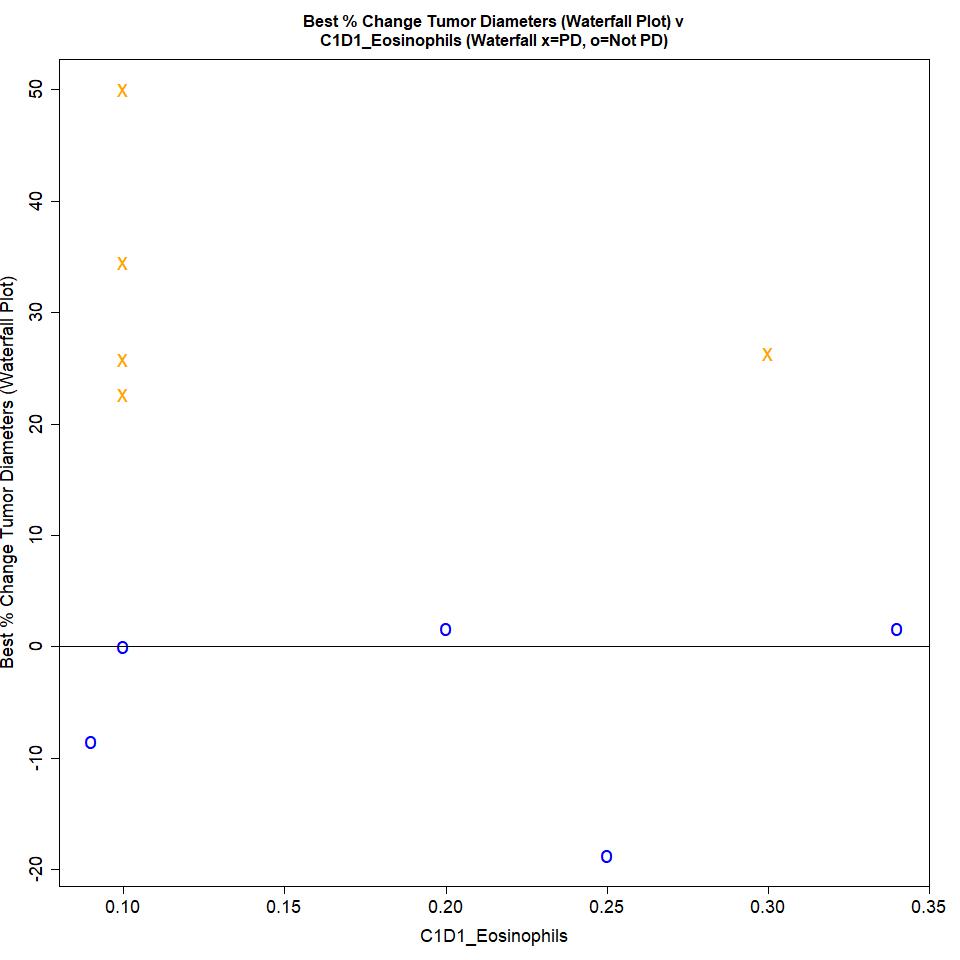 Best % Change Tumor Diameters (Waterfall Plot) v
C1D1_Eosinophils (Waterfall x=PD, o=Not PD)
Best % Change Tumor Diameters (Waterfall Plot)
50
40
30
20
10
0
-10
-20
X
X
X
X
X
O
O
O
O
O
0.10
0.15
0.20
0.25
0.30
0.35
C1D1_Eosinophils